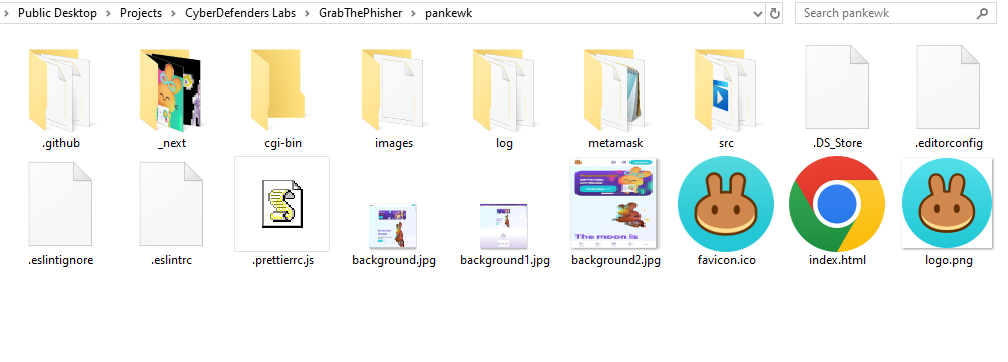 Public Desktop > Projects > CyberDefenders Labs > GrabThePhisher > pankewk
Search pankewk
.github _next cgi-bin images log metamask src .DS_Store .editorconfig
The moon is
.eslintignore .eslintrc .prettierrc.js background.jpg background1.jpg background2.jpg favicon.ico index.html logo.png